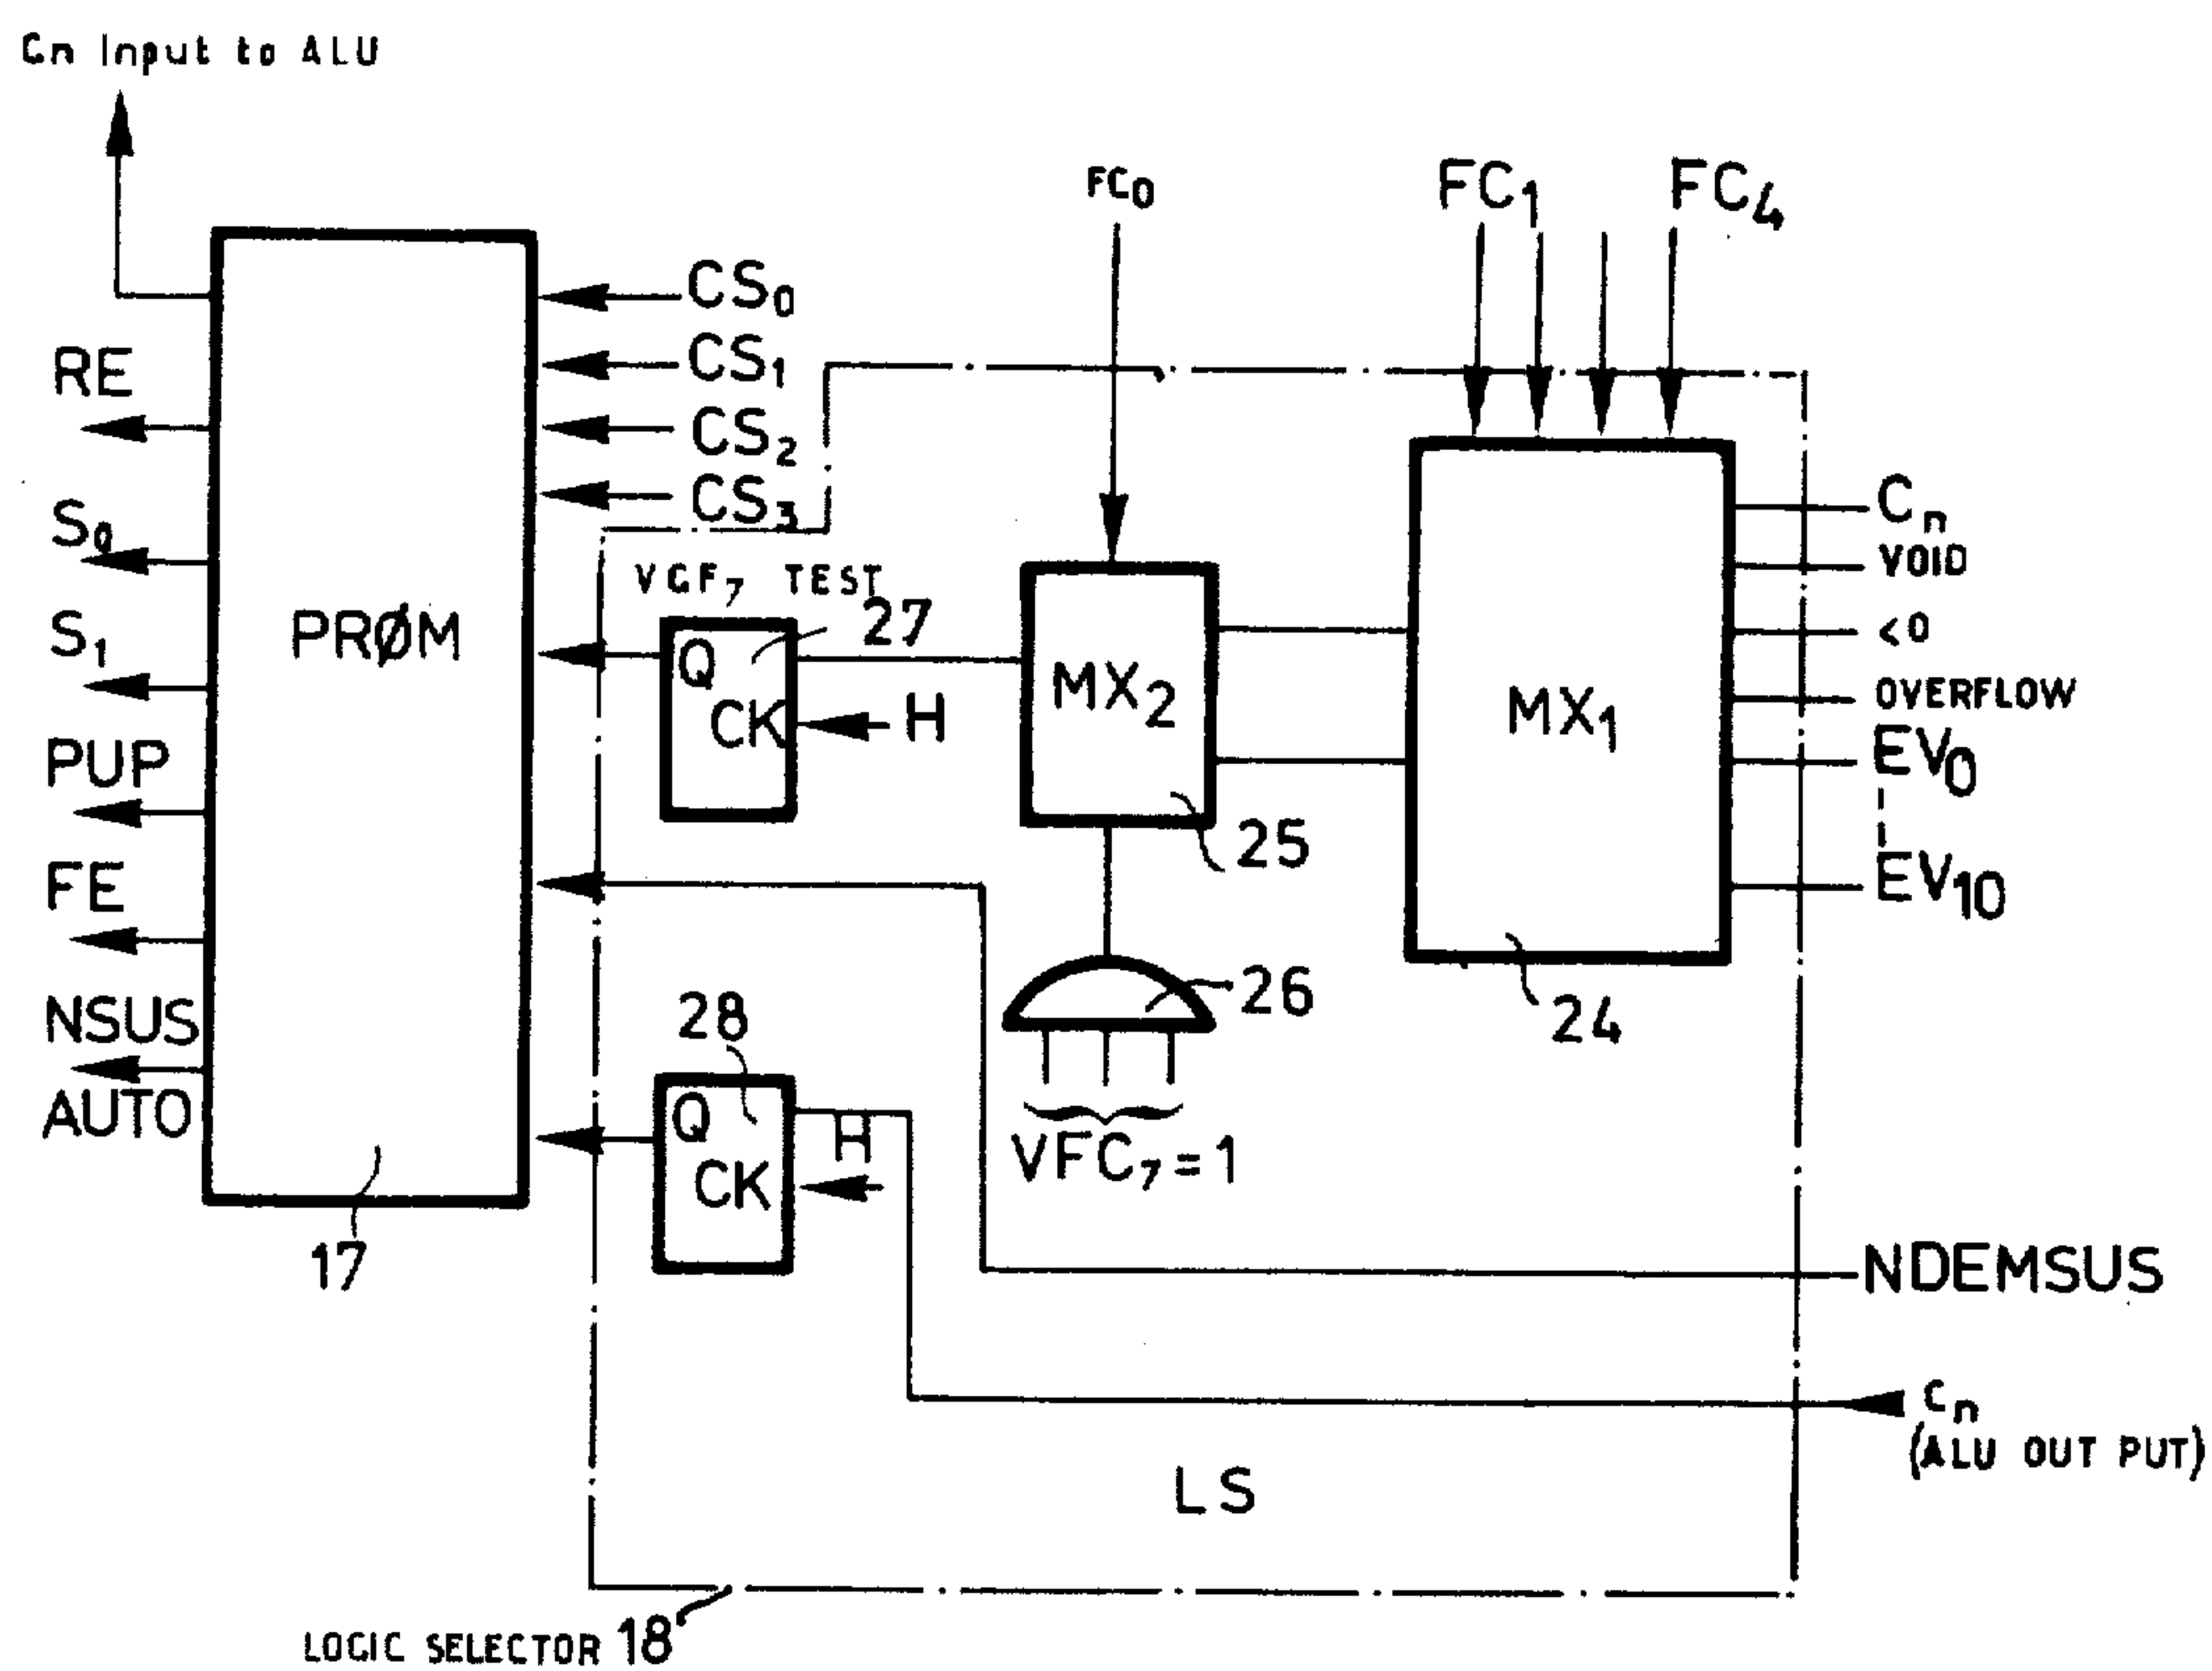 Cn Input to ALU
FC0
FC1
FC4
CS0
CS1
CS2
CS3
RE
S0
S1
PUP
FE
NSUS
AUTO
PRØM
17
VGF7 TEST
27
Q
CK
H
MX2
25
MX1
24
Cn
VOID
<0
OVERFLOW
EV0
EV10
26
VFC7=1
28
Q
CK
H
NDEMSUS
Cn
(ALU OUT PUT)
LS
LOGIC SELECTOR 18